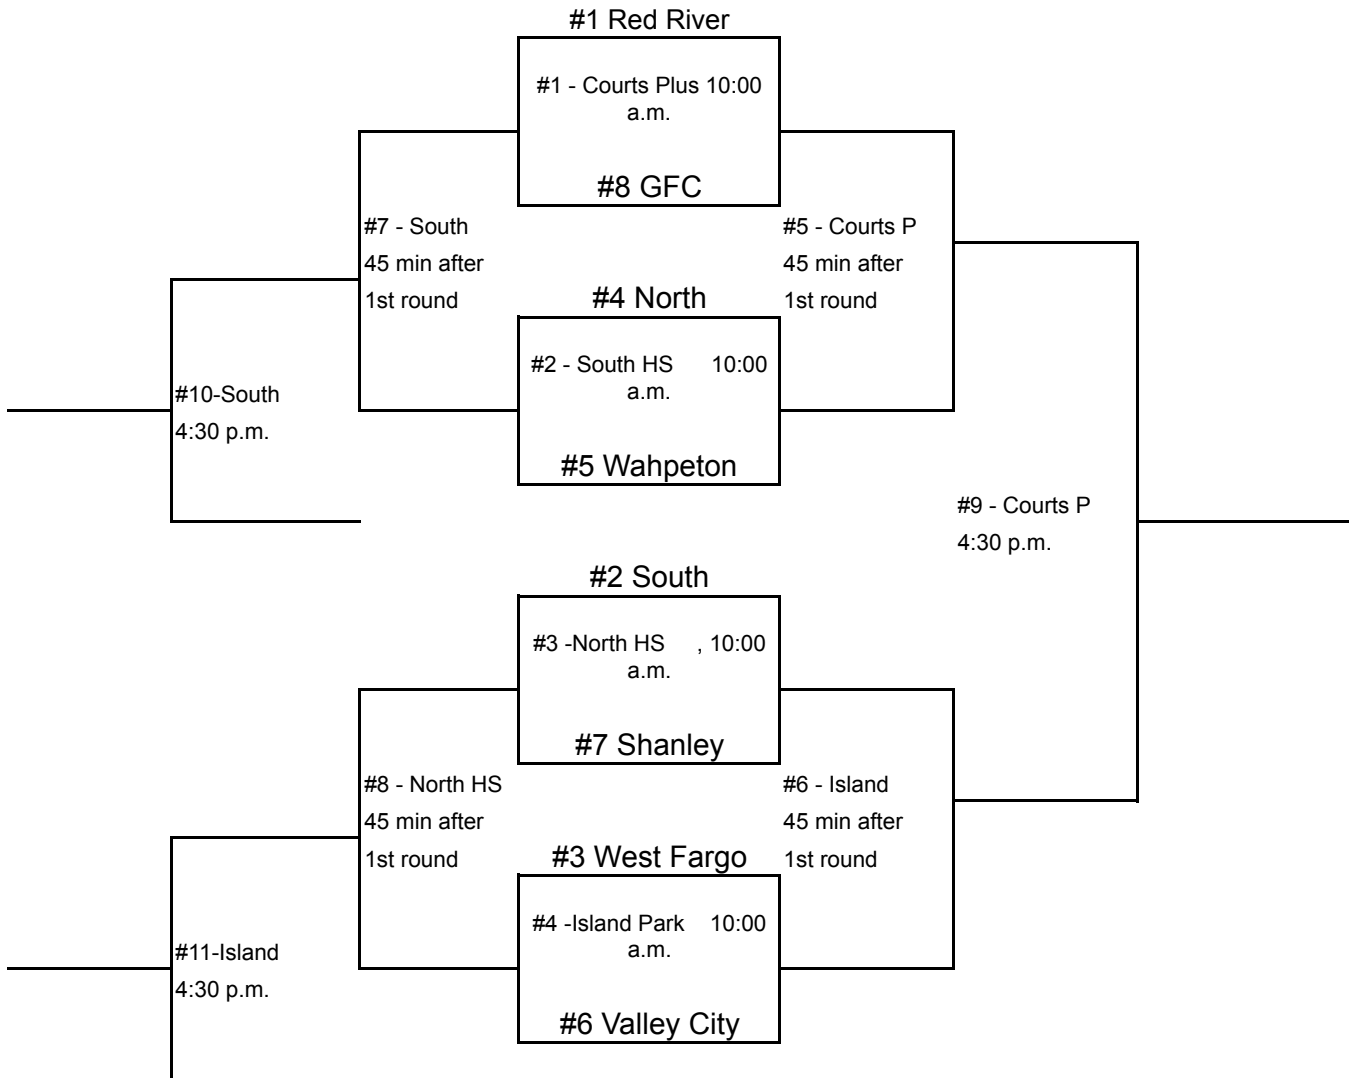 #1 Red River
#1 - Courts Plus 10:00
a.m.
#8 GFC
#7 - South
45 min after
1st round
#5 - Courts P
45 min after
1st round
#4 North
#2 - South HS 10:00
a.m.
#5 Wahpeton
#10-South
4:30 p.m.
#9 - Courts P
4:30 p.m.
#2 South
#3 -North HS , 10:00
a.m.
#7 Shanley
#8 - North HS
45 min after
1st round
#6 - Island
45 min after
1st round
#3 West Fargo
#4 -Island Park 10:00
a.m.
#6 Valley City
#11-Island
4:30 p.m.